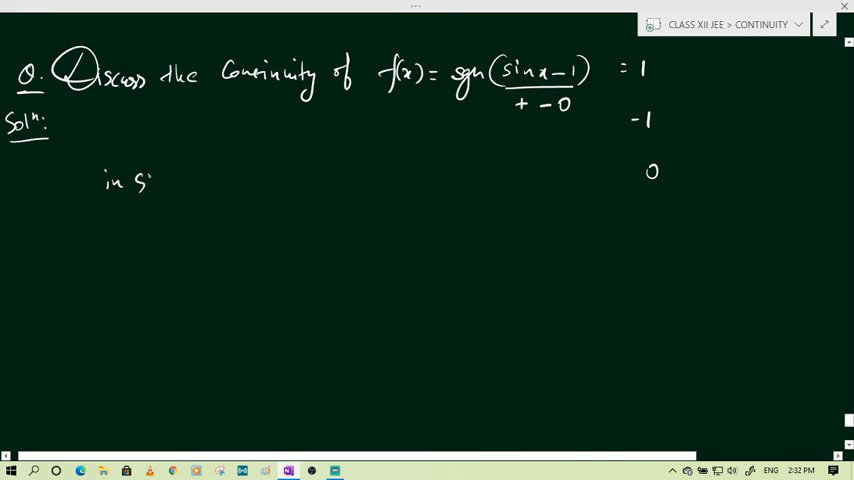 CLASS XII JEE > CONTINUITY
Q. Discuss the Continuity of f(x) = sgn(sinx-1) = 1
+ - 0
-1
Solⁿ:
0
in s
ENG 2:32 PM